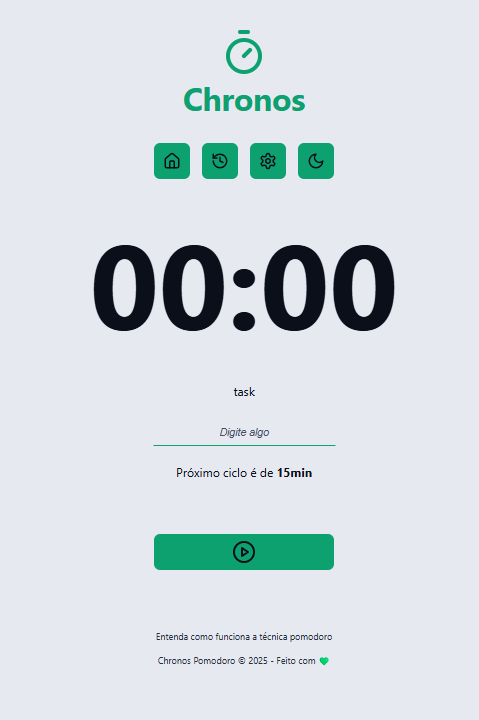 Chronos
00:00
task
Digite algo
Próximo ciclo é de 15min
Entenda como funciona a técnica pomodoro
Chronos Pomodoro © 2025 - Feito com 💚